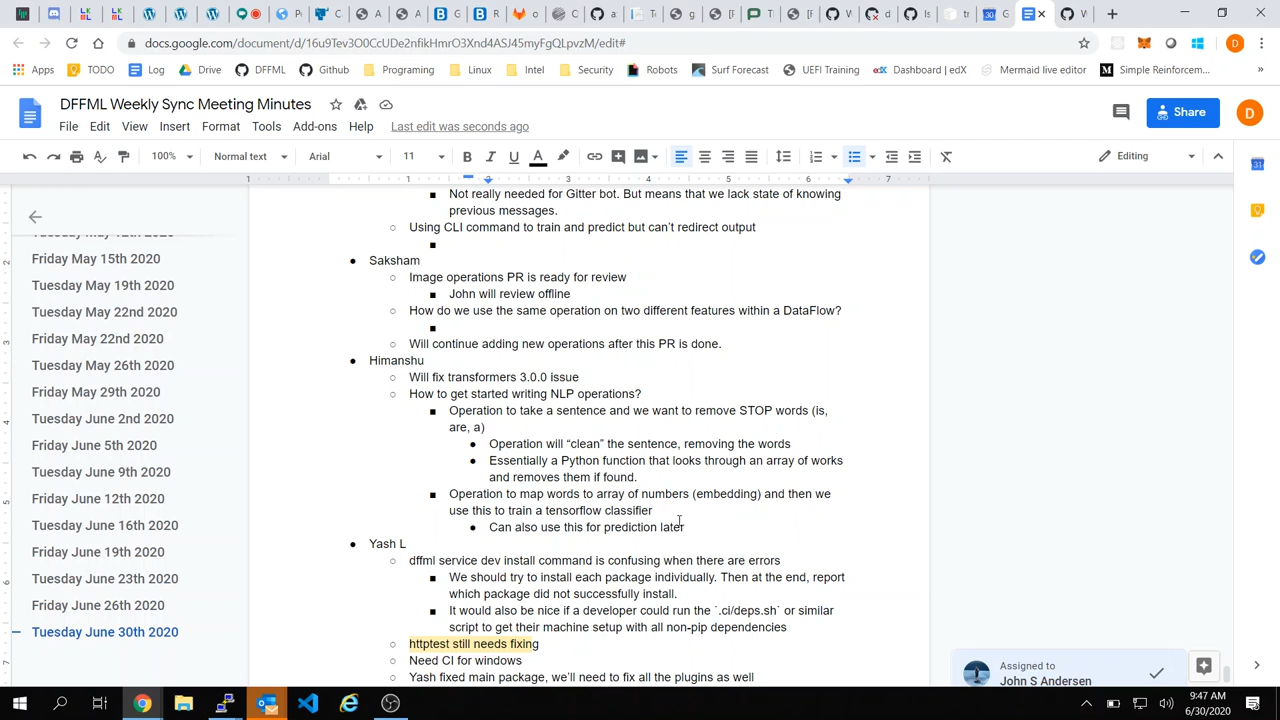 C
S
A
A
G
B
R
o
C
a
T
g
[F
T
[F
W
d
Is
tr
G
W
docs.google.com/document/d/16u9Tev3O0CcUDe2nfikHmrO3Xnd4ASJ45myFgQLpvzM/edit#
D
Apps
TODO
Log
Drive
DFFML
Github
Programing
Linux
Intel
Security
Robots
Surf Forecast
UEFI Training
Dashboard | edX
Mermaid live editor
Simple Reinforcem...
DFFML Weekly Sync Meeting Minutes
File Edit View Insert Format Tools Add-ons Help Last edit was seconds ago
Share
D
100% Normal text Arial 11 B I U A Editing
1 1 2 3 4 5 6 7
Not really needed for Gitter bot. But means that we lack state of knowing
previous messages.
Using CLI command to train and predict but can't redirect output
Saksham
Image operations PR is ready for review
John will review offline
How do we use the same operation on two different features within a DataFlow?
Will continue adding new operations after this PR is done.
Himanshu
Will fix transformers 3.0.0 issue
How to get started writing NLP operations?
Operation to take a sentence and we want to remove STOP words (is,
are, a)
Operation will “clean” the sentence, removing the words
Essentially a Python function that looks through an array of works
and removes them if found.
Operation to map words to array of numbers (embedding) and then we
use this to train a tensorflow classifier
Can also use this for prediction later
Yash L
dffml service dev install command is confusing when there are errors
We should try to install each package individually. Then at the end, report
which package did not successfully install.
It would also be nice if a developer could run the `.ci/deps.sh` or similar
script to get their machine setup with all non-pip dependencies
httptest still needs fixing
Need CI for windows
Yash fixed main package, we'll need to fix all the plugins as well
Tuesday May 12th 2020
Friday May 15th 2020
Tuesday May 19th 2020
Tuesday May 22nd 2020
Friday May 22nd 2020
Tuesday May 26th 2020
Friday May 29th 2020
Tuesday June 2nd 2020
Friday June 5th 2020
Tuesday June 9th 2020
Friday June 12th 2020
Tuesday June 16th 2020
Friday June 19th 2020
Tuesday June 23rd 2020
Friday June 26th 2020
Tuesday June 30th 2020
Assigned to
John S Andersen
9:47 AM
6/30/2020